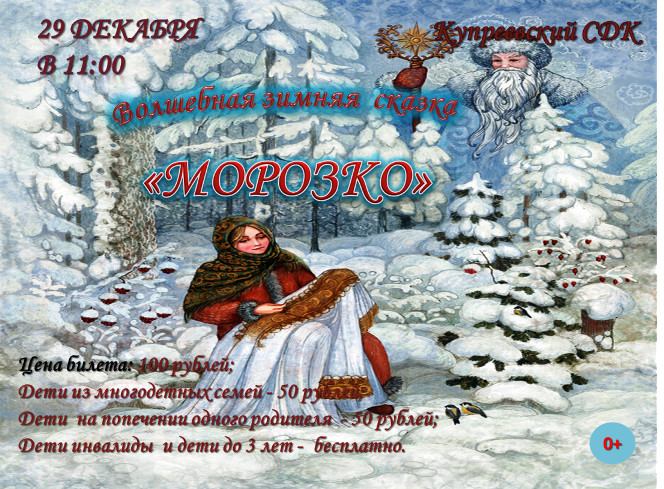 29 ДЕКАБРЯ
В 11:00
Купреевский СДК
Волшебная зимняя сказка
«МОРОЗКО»
Цена билета: 100 рублей;
Дети из многодетных семей - 50 рублей;
Дети на попечении одного родителя - 50 рублей;
Дети инвалиды и дети до 3 лет - бесплатно.
0+